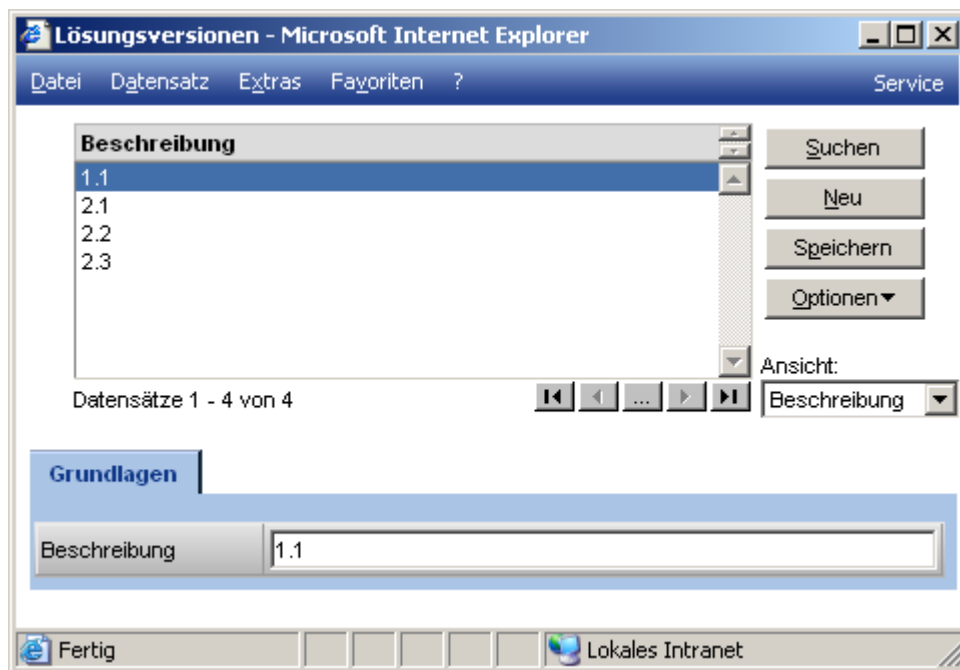 Lösungsversionen - Microsoft Internet Explorer
Datei Datensatz Extras Favoriten ? Service
Beschreibung
Suchen
1.1
Neu
2.1
2.2
Speichern
2.3
Optionen
Ansicht:
Datensätze 1 - 4 von 4 ... Beschreibung
Grundlagen
Beschreibung 1.1
Fertig Lokales Intranet